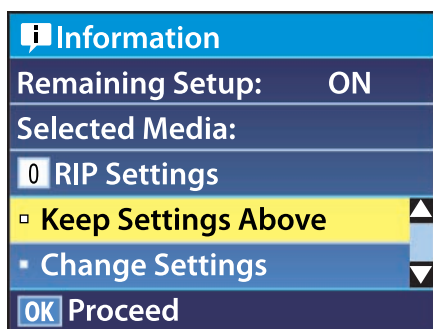 Information
Remaining Setup: ON
Selected Media:
0 RIP Settings
Keep Settings Above
Change Settings
OK Proceed